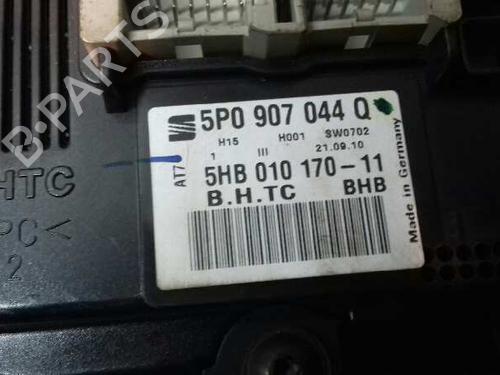 B-PARTS
5P0 907 044 Q
H15 H001 SW0702
1 III 21.09.10
AT7
5HB 010 170-11
B.H.TC BHB
Made in Germany
.HTC
PC<
2